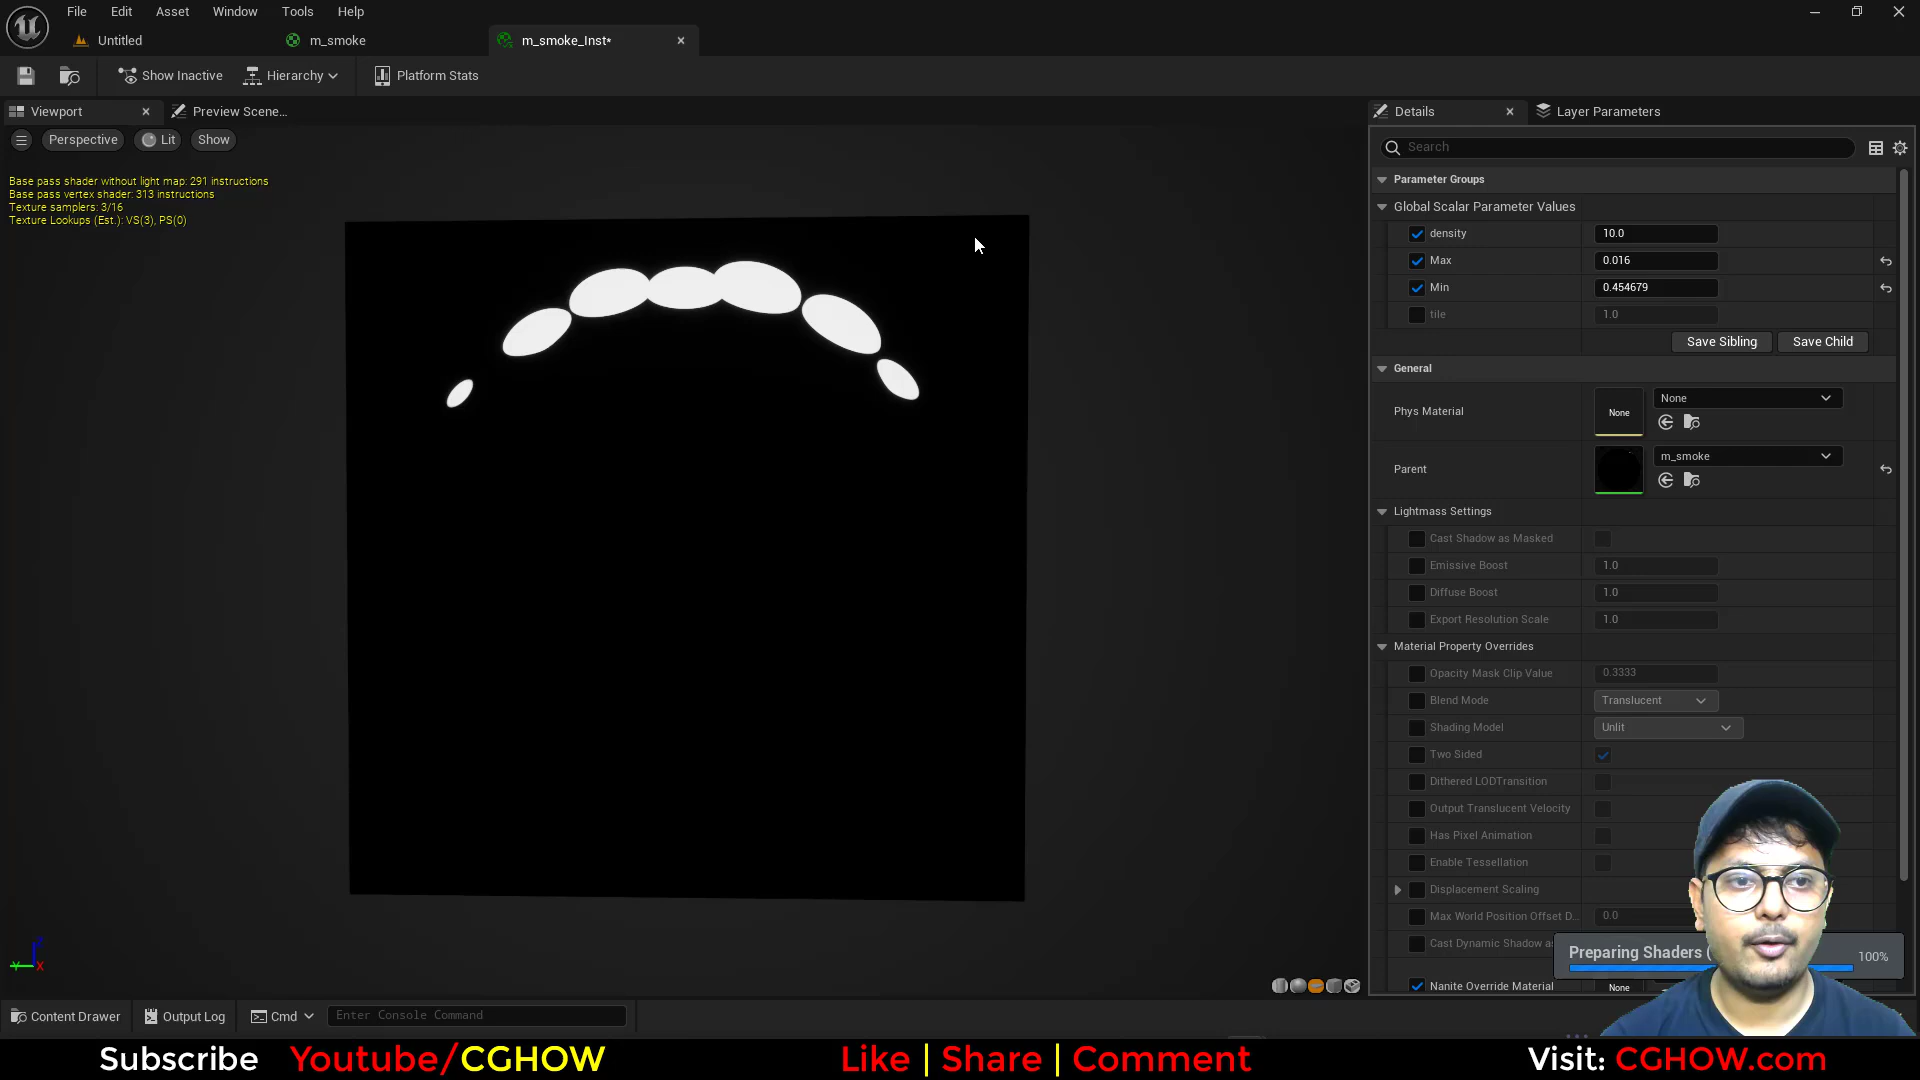 File Edit Asset Window Tools Help
Untitled m_smoke m_smoke_Inst*
Show Inactive Hierarchy Platform Stats
Viewport Preview Scene... Details Layer Parameters
Perspective Lit Show
Search
Base pass shader without light map: 291 instructions
Base pass vertex shader: 313 instructions
Texture samplers: 3/16
Texture Lookups (Est.): VS(3), PS(0)
Parameter Groups
Global Scalar Parameter Values
density 10.0
Max 0.016
Min 0.454679
tile 1.0
Save Sibling Save Child
General
Phys Material None None
Parent m_smoke
Lightmass Settings
Cast Shadow as Masked
Emissive Boost 1.0
Diffuse Boost 1.0
Export Resolution Scale 1.0
Material Property Overrides
Opacity Mask Clip Value 0.3333
Blend Mode Translucent
Shading Model Unlit
Two Sided
Dithered LODTransition
Output Translucent Velocity
Has Pixel Animation
Enable Tessellation
Displacement Scaling
Max World Position Offset D... 0.0
Cast Dynamic Shadow as
Preparing Shaders ( 100%
Nanite Override Material None
Y X
Content Drawer Output Log Cmd Enter Console Command
Subscribe Youtube/CGHOW Like | Share | Comment Visit: CGHOW.com